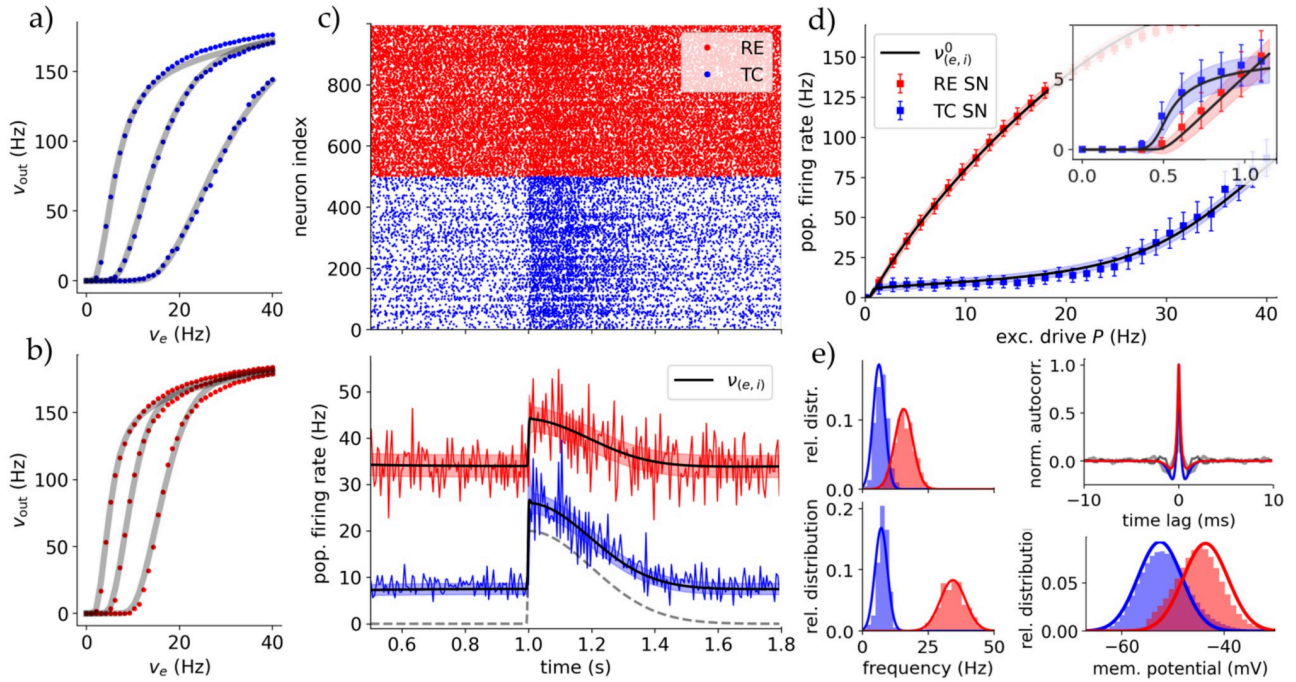 a)
150
100
50
0
ν_out (Hz)
0 20 40
ν_e (Hz)
b)
150
100
50
0
ν_out (Hz)
0 20 40
ν_e (Hz)
c)
RE
TC
800
600
400
200
0
neuron index
ν_(e, i)
50
40
30
20
10
0
pop. firing rate (Hz)
0.6 0.8 1.0 1.2 1.4 1.6 1.8
time (s)
d)
ν⁰_(e, i)
RE SN
TC SN
150
125
100
75
50
25
0
pop. firing rate (Hz)
5
0
0.0 0.5 1.0
0 10 20 30 40
exc. drive P (Hz)
e)
0.1
0.0
rel. distr.
0.2
0.1
0.0
rel. distribution
0 25 50
frequency (Hz)
1.0
0.5
0.0
norm. autocorr.
−10 0 10
time lag (ms)
0.05
0.00
rel. distributio
−60 −40
mem. potential (mV)